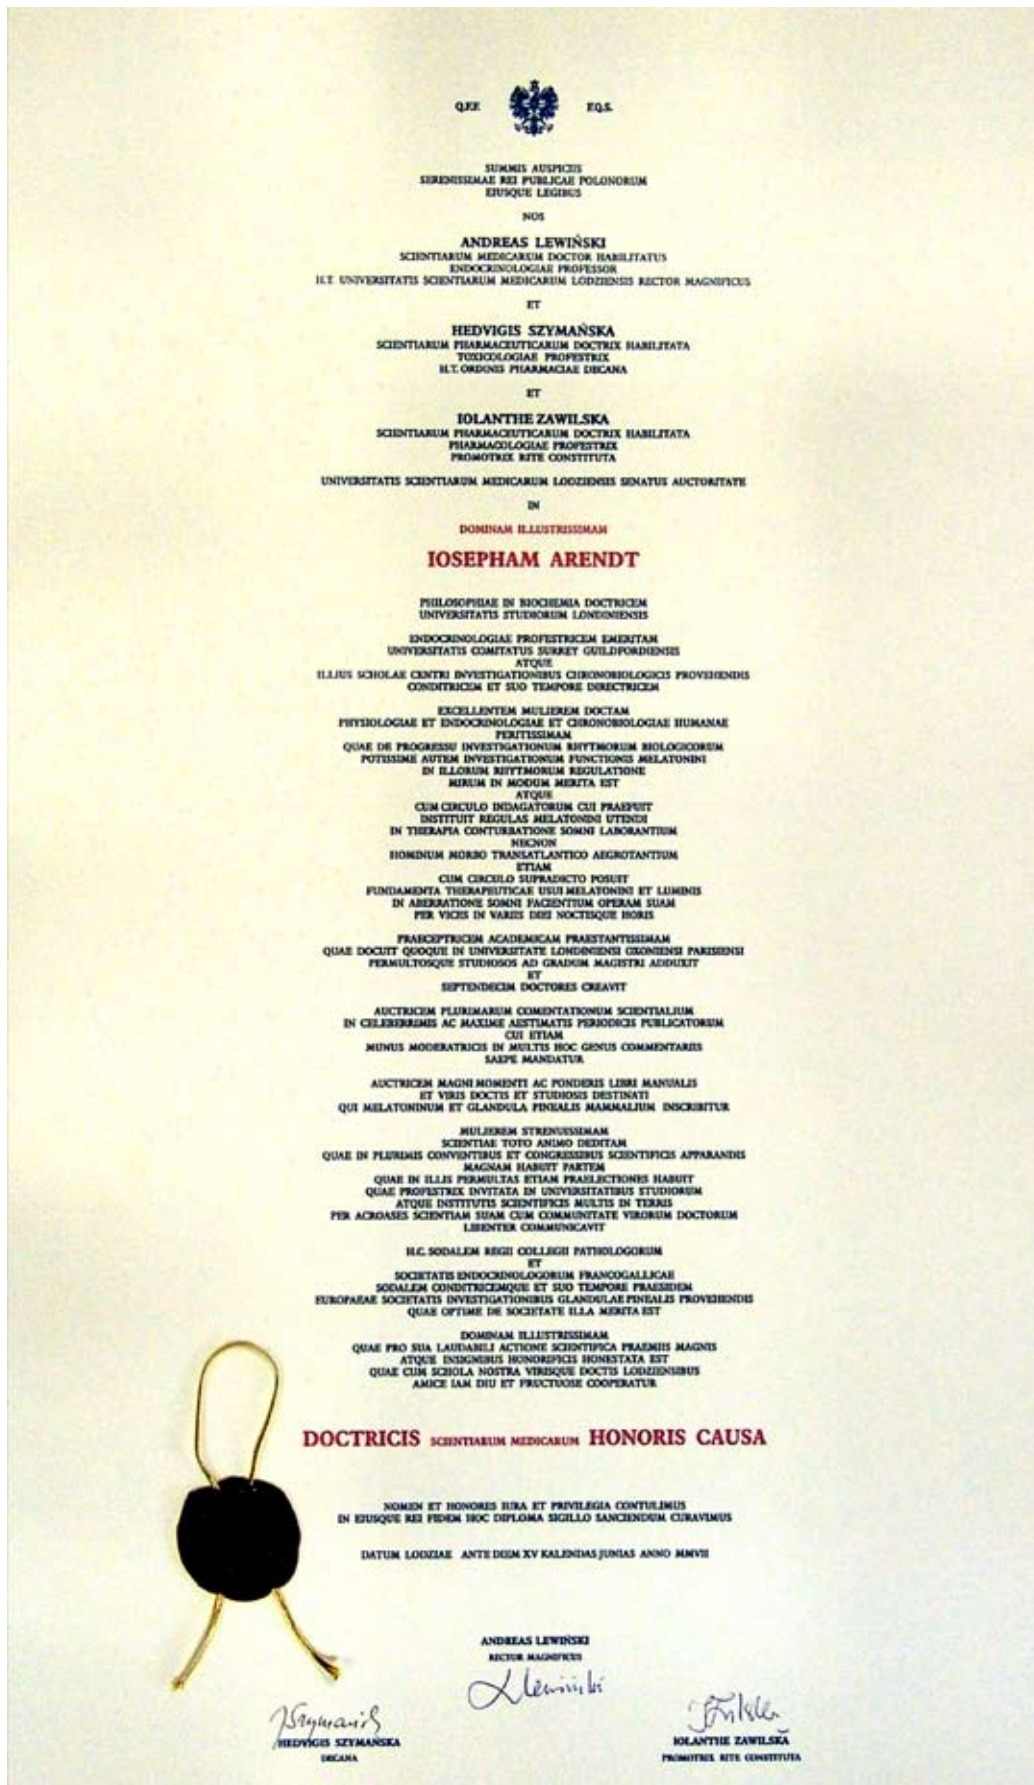 Q.F.F. F.Q.S.
SUMMIS AUSPICIIS
SERENISSIMAE REI PUBLICAE POLONORUM
EIUSQUE LEGIBUS
NOS
ANDREAS LEWIŃSKI
SCIENTIARUM MEDICARUM DOCTOR HABILITATUS
ENDOCRINOLOGIAE PROFESSOR
H.T. UNIVERSITATIS SCIENTIARUM MEDICARUM LODZIENSIS RECTOR MAGNIFICUS
ET
HEDVIGIS SZYMAŃSKA
SCIENTIARUM PHARMACEUTICARUM DOCTRIX HABILITATA
TOXICOLOGIAE PROFESTRIX
H.T. ORDINIS PHARMACIAE DECANA
ET
IOLANTHE ZAWILSKA
SCIENTIARUM PHARMACEUTICARUM DOCTRIX HABILITATA
PHARMACOLOGIAE PROFESTRIX
PROMOTRIX RITE CONSTITUTA
UNIVERSITATIS SCIENTIARUM MEDICARUM LODZIENSIS SENATUS AUCTORITATE
IN
DOMINAM ILLUSTRISSIMAM
IOSEPHAM ARENDT
PHILOSOPHIAE IN BIOCHEMIA DOCTRICEM
UNIVERSITATIS STUDIORUM LONDINIENSIS
ENDOCRINOLOGIAE PROFESTRICEM EMERITAM
UNIVERSITATIS COMITATUS SURREY GUILDFORDIENSIS
ATQUE
ILLIUS SCHOLAE CENTRI INVESTIGATIONIBUS CHRONOBIOLOGICIS PROVEHENDIS
CONDITRICEM ET SUO TEMPORE DIRECTRICEM
EXCELLENTEM MULIEREM DOCTAM
PHYSIOLOGIAE ET ENDOCRINOLOGIAE ET CHRONOBIOLOGIAE HUMANAE
PERITISSIMAM
QUAE DE PROGRESSU INVESTIGATIONUM RHYTMORUM BIOLOGICORUM
POTISSIME AUTEM INVESTIGATIONUM FUNCTIONIS MELATONINI
IN ILLORUM RHYTMORUM REGULATIONE
MIRUM IN MODUM MERITA EST
ATQUE
CUM CIRCULO INDAGATORUM CUI PRAEFUIT
INSTITUIT REGULAS MELATONINI UTENDI
IN THERAPIA CONTURBATIONE SOMNI LABORANTIUM
NECNON
HOMINUM MORBO TRANSATLANTICO AEGROTANTIUM
ETIAM
CUM CIRCULO SUPRADICTO POSUIT
FUNDAMENTA THERAPEUTICAE USUI MELATONINI ET LUMINIS
IN ABERRATIONE SOMNI FACIENTIUM OPERAM SUAM
PER VICES IN VARIIS DIEI NOCTISQUE HORIS
PRAECEPTRICEM ACADEMICAM PRAESTANTISSIMAM
QUAE DOCUIT QUOQUE IN UNIVERSITATE LONDINIENSI OXONIENSI PARISIENSI
PERMULTOSQUE STUDIOSOS AD GRADUM MAGISTRI ADDUXIT
ET
SEPTENDECIM DOCTORES CREAVIT
AUCTRICEM PLURIMARUM COMENTATIONUM SCIENTIALIUM
IN CELEBERRIMIS AC MAXIME AESTIMATIS PERIODICIS PUBLICATORUM
CUI ETIAM
MUNUS MODERATRICIS IN MULTIS HOC GENUS COMMENTARIIS
SAEPE MANDATUR
AUCTRICEM MAGNI MOMENTI AC PONDERIS LIBRI MANUALIS
ET VIRIS DOCTIS ET STUDIOSIS DESTINATI
QUI MELATONINUM ET GLANDULA PINEALIS MAMMALIUM INSCRIBITUR
MULIEREM STRENUISSIMAM
SCIENTIAE TOTO ANIMO DEDITAM
QUAE IN PLURIMIS CONVENTIBUS ET CONGRESSIBUS SCIENTIFICIS APPARANDIS
MAGNAM HABUIT PARTEM
QUAE IN ILLIS PERMULTAS ETIAM PRAELECTIONES HABUIT
QUAE PROFESTRIX INVITATA IN UNIVERSITATIBUS STUDIORUM
ATQUE INSTITUTIS SCIENTIFICIS MULTIS IN TERRIS
PER ACROASES SCIENTIAM SUAM CUM COMMUNITATE VIRORUM DOCTORUM
LIBENTER COMMUNICAVIT
H.C. SODALEM REGII COLLEGII PATHOLOGORUM
ET
SOCIETATIS ENDOCRINOLOGORUM FRANCOGALLICAE
SODALEM CONDITRICEMQUE ET SUO TEMPORE PRAESIDEM
EUROPAEAE SOCIETATIS INVESTIGATIONIBUS GLANDULAE PINEALIS PROVEHENDIS
QUAE OPTIME DE SOCIETATE ILLA MERITA EST
DOMINAM ILLUSTRISSIMAM
QUAE PRO SUA LAUDABILI ACTIONE SCIENTIFICA PRAEMIIS MAGNIS
ATQUE INSIGNIBUS HONORIFICIS HONESTATA EST
QUAE CUM SCHOLA NOSTRA VIRISQUE DOCTIS LODZIENSIBUS
AMICE IAM DIU ET FRUCTUOSE COOPERATUR
DOCTRICIS SCIENTIARUM MEDICARUM HONORIS CAUSA
NOMEN ET HONORES IURA ET PRIVILEGIA CONTULIMUS
IN EIUSQUE REI FIDEM HOC DIPLOMA SIGILLO SANCIENDUM CURAVIMUS
DATUM LODZIAE ANTE DIEM XV KALENDAS JUNIAS ANNO MMVII
ANDREAS LEWIŃSKI
RECTOR MAGNIFICUS
HEDVIGIS SZYMAŃSKA
DECANA
IOLANTHE ZAWILSKA
PROMOTRIX RITE CONSTITUTA